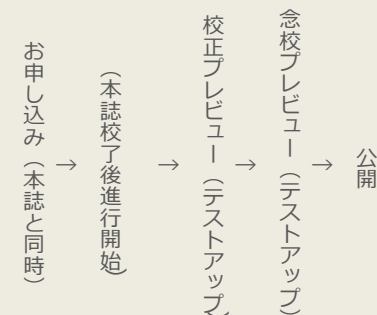 お申し込み（本誌と同時）
→
（本誌校了後進行開始）
→
校正プレビュー（テストアップ）
→
念校プレビュー（テストアップ）
→
公開